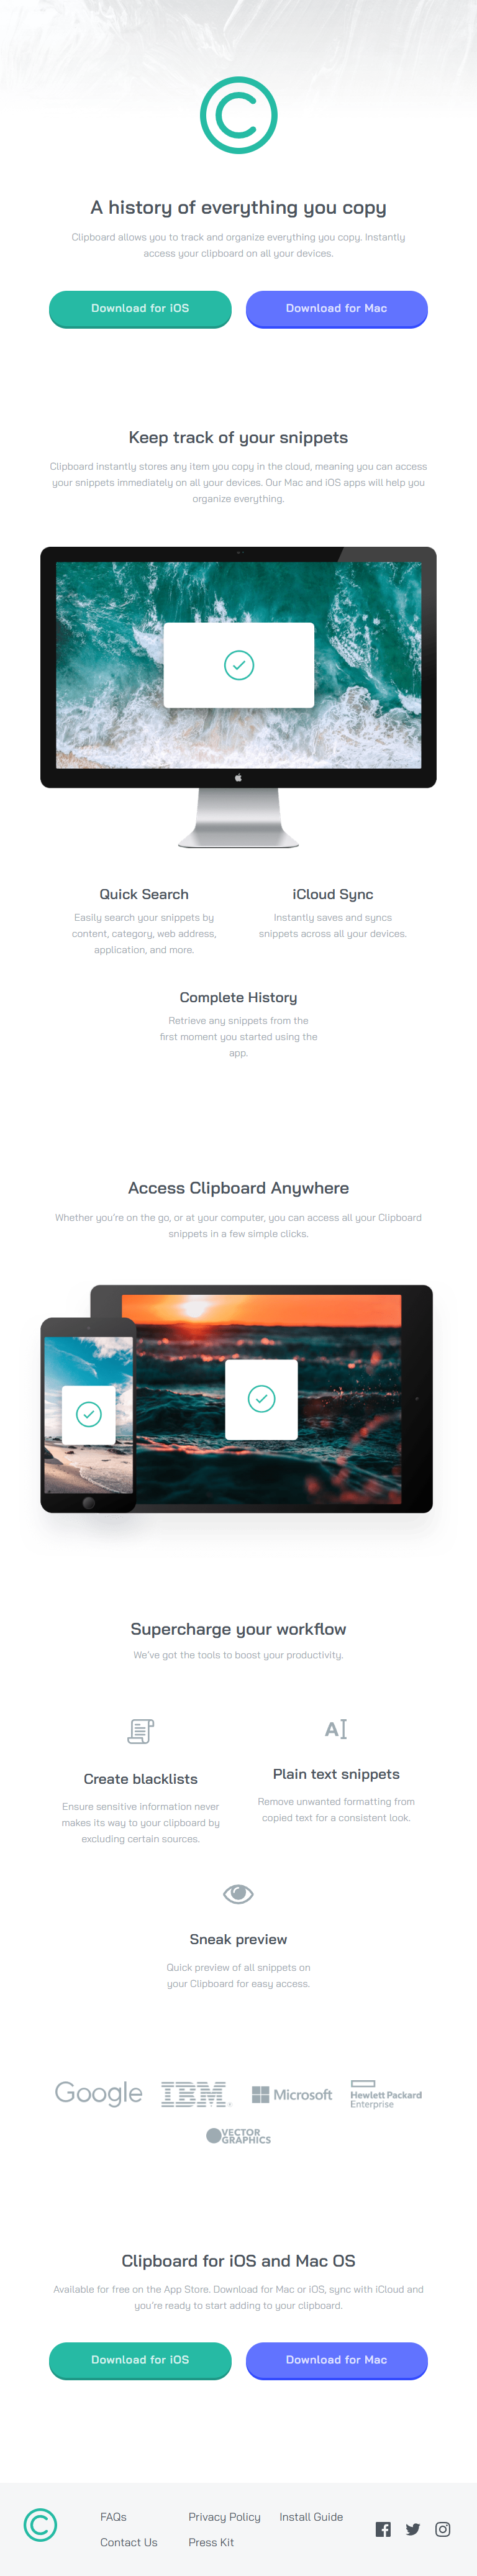 A history of everything you copy
Clipboard allows you to track and organize everything you copy. Instantly
access your clipboard on all your devices.
Download for iOS
Download for Mac
Keep track of your snippets
Clipboard instantly stores any item you copy in the cloud, meaning you can access
your snippets immediately on all your devices. Our Mac and iOS apps will help you
organize everything.
Quick Search
Easily search your snippets by
content, category, web address,
application, and more.
iCloud Sync
Instantly saves and syncs
snippets across all your devices.
Complete History
Retrieve any snippets from the
first moment you started using the
app.
Access Clipboard Anywhere
Whether you're on the go, or at your computer, you can access all your Clipboard
snippets in a few simple clicks.
Supercharge your workflow
We've got the tools to boost your productivity.
Create blacklists
Ensure sensitive information never
makes its way to your clipboard by
excluding certain sources.
Plain text snippets
Remove unwanted formatting from
copied text for a consistent look.
Sneak preview
Quick preview of all snippets on
your Clipboard for easy access.
Google
IBM
Microsoft
Hewlett Packard
Enterprise
VECTOR
GRAPHICS
Clipboard for iOS and Mac OS
Available for free on the App Store. Download for Mac or iOS, sync with iCloud and
you're ready to start adding to your clipboard.
Download for iOS
Download for Mac
FAQs
Contact Us
Privacy Policy
Press Kit
Install Guide